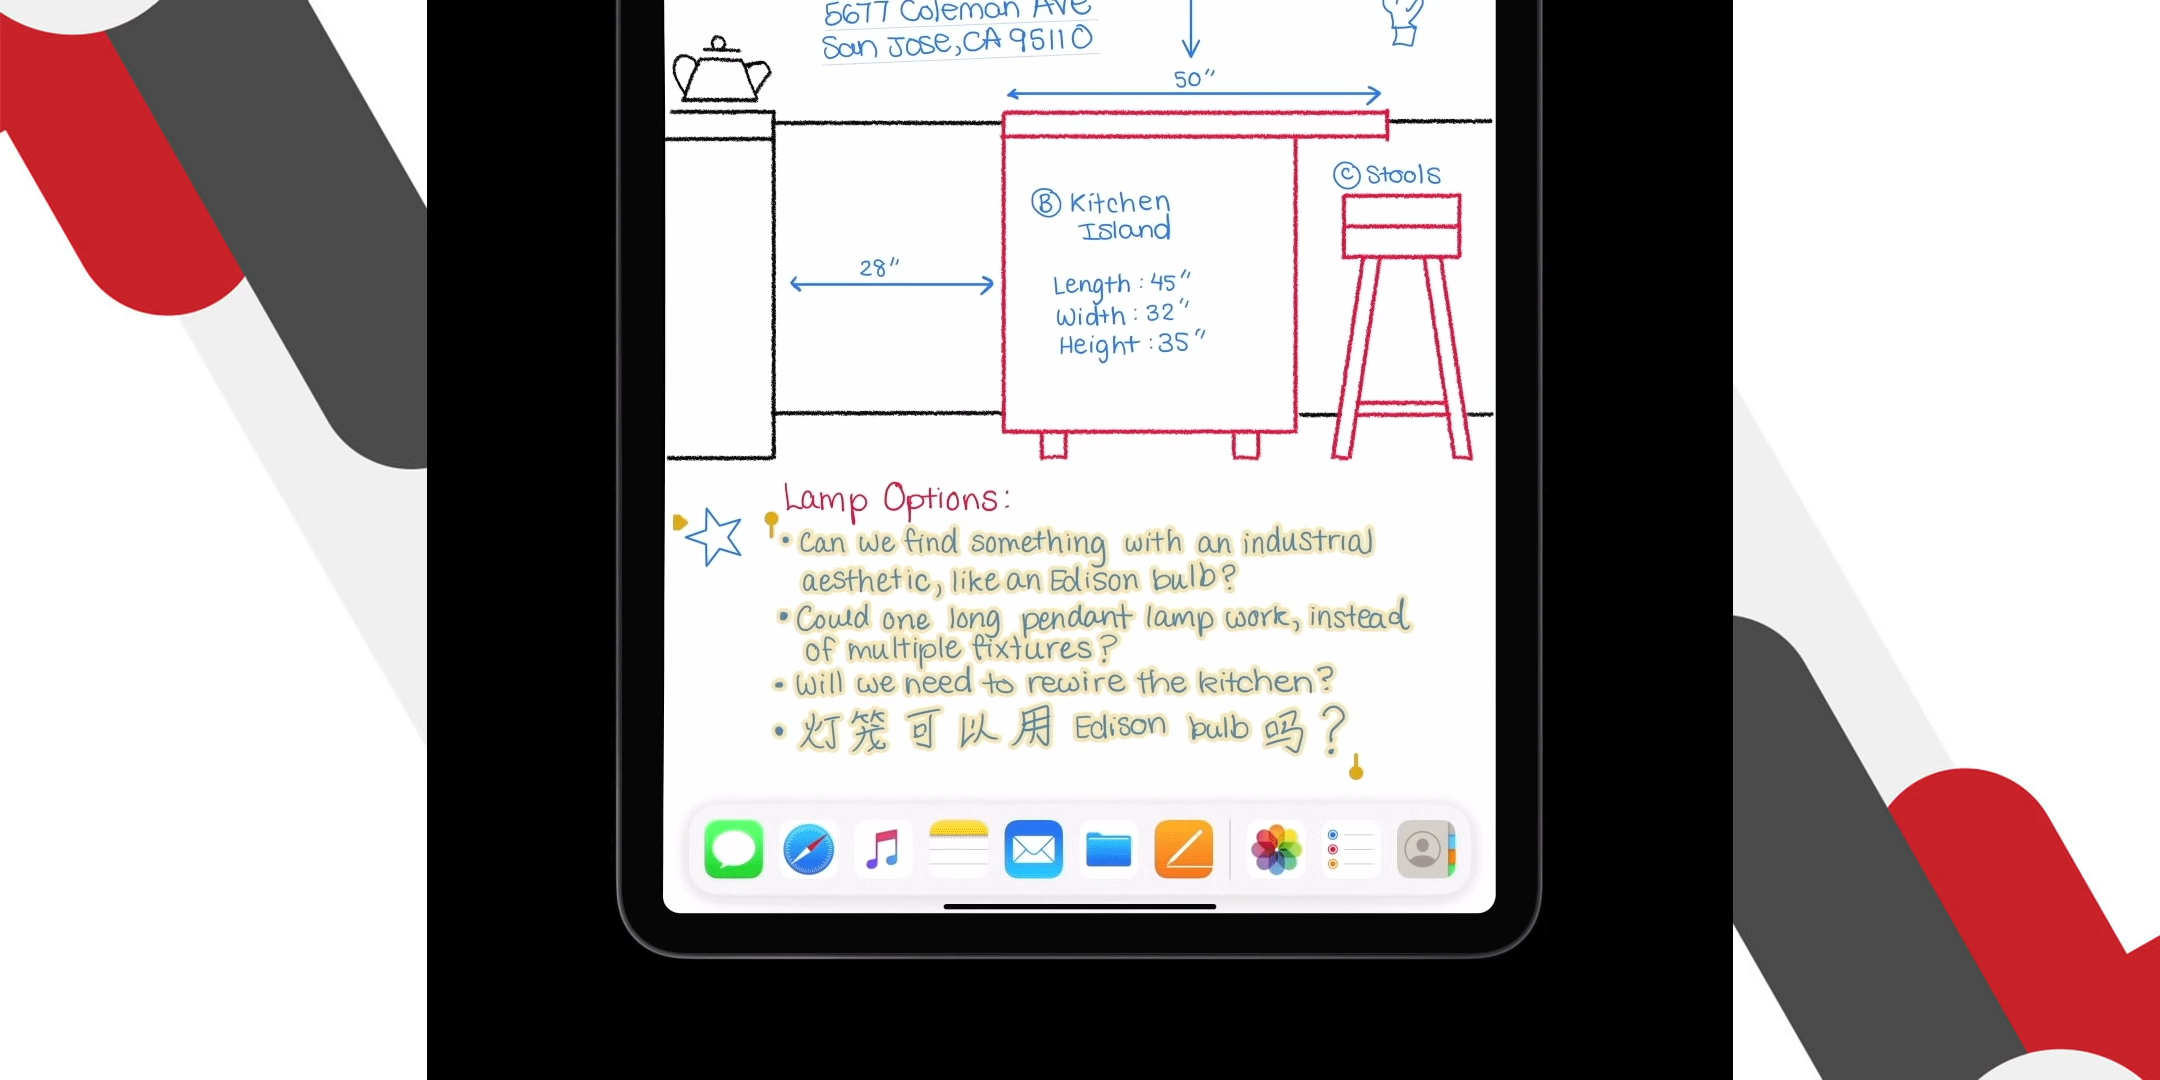 5677 Coleman Ave
San Jose, CA 95110
50"
Ⓒ Stools
Ⓑ Kitchen
Island
28"
Length : 45"
Width : 32"
Height : 35"
Lamp Options:
• Can we find something with an industrial
aesthetic, like an Edison bulb?
• Could one long pendant lamp work, instead
of multiple fixtures?
• Will we need to rewire the kitchen?
• 灯笼可以用 Edison bulb 吗?